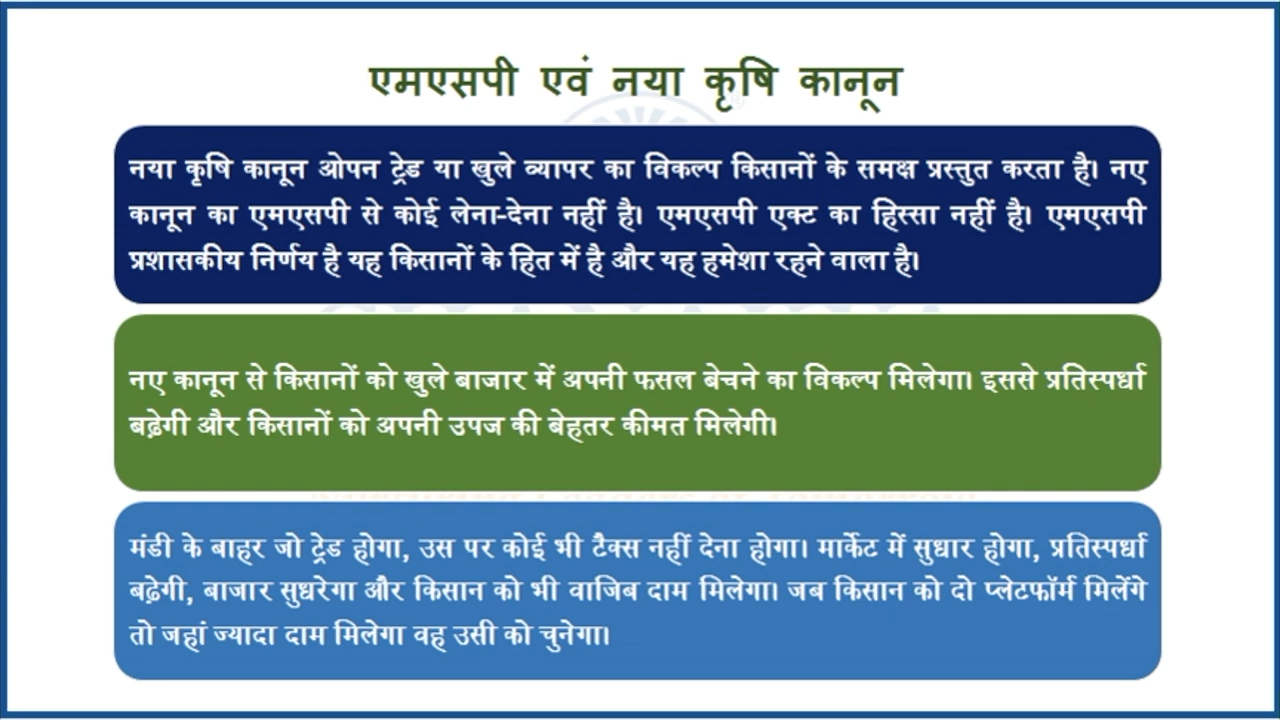 एमएसपी एवं नया कृषि कानून
नया कृषि कानून ओपन ट्रेड या खुले व्यापर का विकल्प किसानों के समक्ष प्रस्तुत करता है। नए
कानून का एमएसपी से कोई लेना-देना नहीं है। एमएसपी एक्ट का हिस्सा नहीं है। एमएसपी
प्रशासकीय निर्णय है यह किसानों के हित में है और यह हमेशा रहने वाला है।
नए कानून से किसानों को खुले बाजार में अपनी फसल बेचने का विकल्प मिलेगा। इससे प्रतिस्पर्धा
बढ़ेगी और किसानों को अपनी उपज की बेहतर कीमत मिलेगी।
मंडी के बाहर जो ट्रेड होगा, उस पर कोई भी टैक्स नहीं देना होगा। मार्केट में सुधार होगा, प्रतिस्पर्धा
बढ़ेगी, बाजार सुधरेगा और किसान को भी वाजिब दाम मिलेगा। जब किसान को दो प्लेटफॉर्म मिलेंगे
तो जहां ज्यादा दाम मिलेगा वह उसी को चुनेगा।